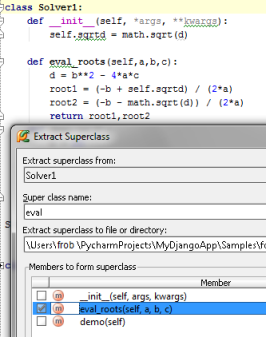 class Solver1:
def __init__(self, *args, **kwargs):
self.sqrtd = math.sqrt(d)
def eval_roots(self,a,b,c):
d = b**2 - 4*a*c
root1 = (-b + self.sqrtd) / (2*a)
root2 = (-b - math.sqrt(d)) / (2*a)
return root1,root2
Extract Superclass
Extract superclass from:
Solver1
Super class name:
eval
Extract superclass to file or directory
\Users\frob \PycharmProjects\MyDjangoApp\Samples\fo
Members to form superclass
Member
m __init__(self, args, kwargs)
m eval_roots(self, a, b, c)
m demo(self)